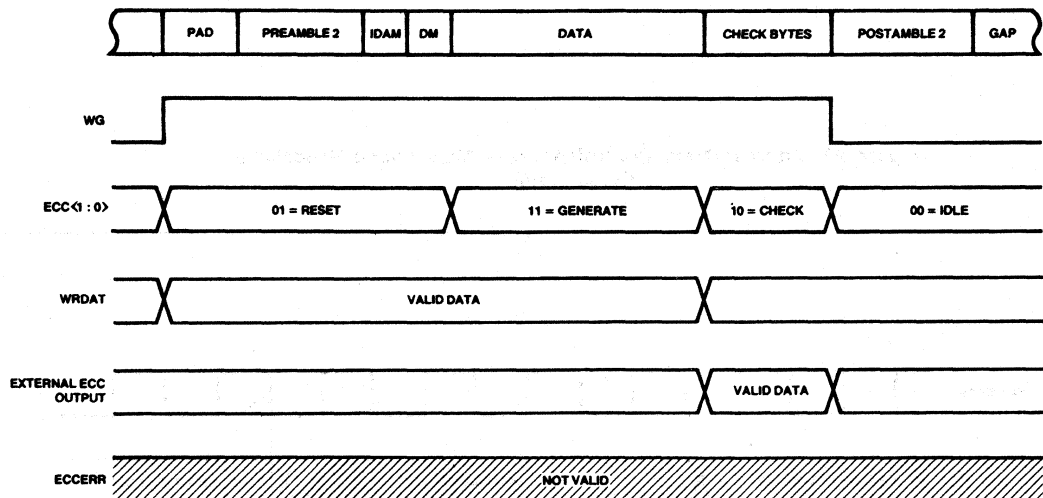 PAD PREAMBLE 2 IDAM DM DATA CHECK BYTES POSTAMBLE 2 GAP
WG
ECC<1 : 0> 01 = RESET 11 = GENERATE 10 = CHECK 00 = IDLE
WRDAT VALID DATA
EXTERNAL ECC
OUTPUT VALID DATA
ECCERR NOT VALID